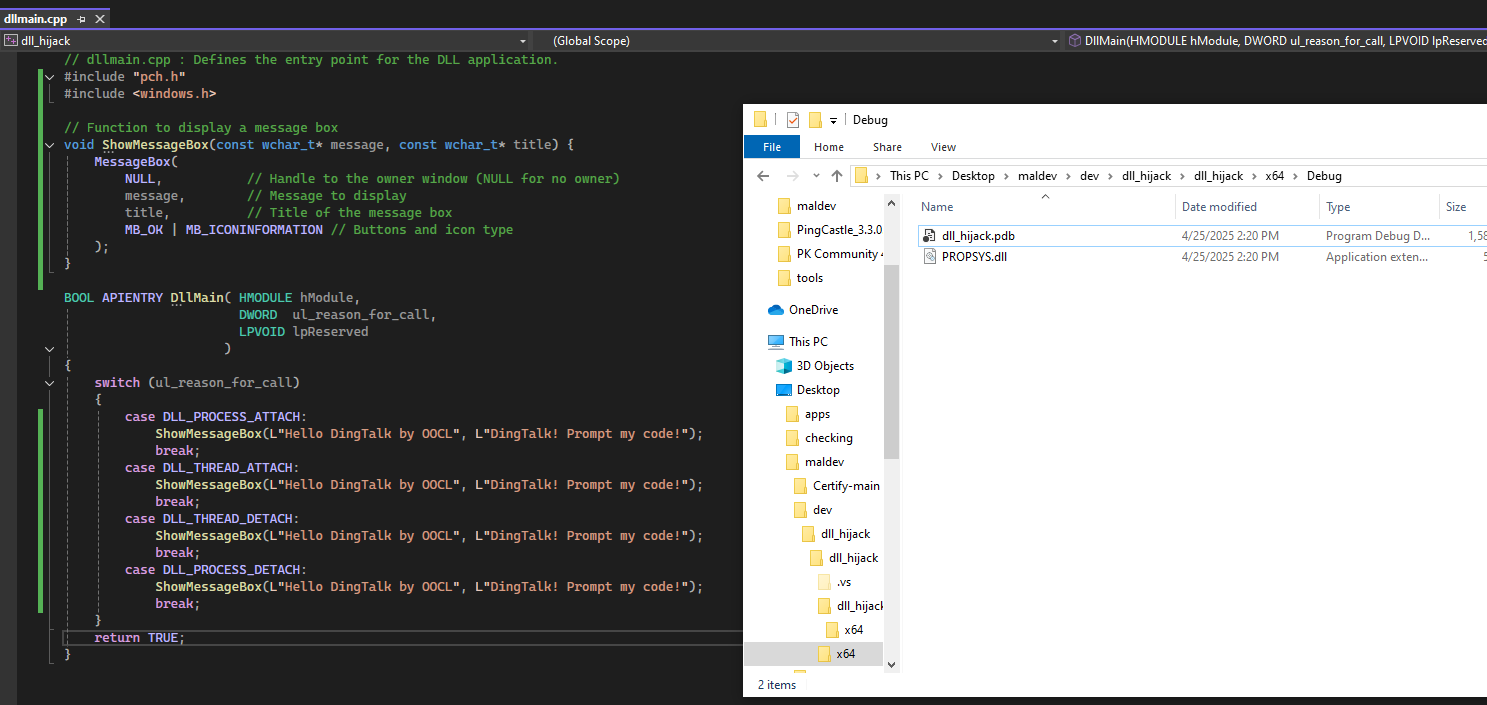 dllmain.cpp
dll_hijack (Global Scope) DllMain(HMODULE hModule, DWORD ul_reason_for_call, LPVOID lpReserved
// dllmain.cpp : Defines the entry point for the DLL application.
#include "pch.h"
#include <windows.h>
// Function to display a message box
void ShowMessageBox(const wchar_t* message, const wchar_t* title) {
MessageBox(
NULL, // Handle to the owner window (NULL for no owner)
message, // Message to display
title, // Title of the message box
MB_OK | MB_ICONINFORMATION // Buttons and icon type
);
}
BOOL APIENTRY DllMain( HMODULE hModule,
DWORD ul_reason_for_call,
LPVOID lpReserved
)
{
switch (ul_reason_for_call)
{
case DLL_PROCESS_ATTACH:
ShowMessageBox(L"Hello DingTalk by OOCL", L"DingTalk! Prompt my code!");
break;
case DLL_THREAD_ATTACH:
ShowMessageBox(L"Hello DingTalk by OOCL", L"DingTalk! Prompt my code!");
break;
case DLL_THREAD_DETACH:
ShowMessageBox(L"Hello DingTalk by OOCL", L"DingTalk! Prompt my code!");
break;
case DLL_PROCESS_DETACH:
ShowMessageBox(L"Hello DingTalk by OOCL", L"DingTalk! Prompt my code!");
break;
}
return TRUE;
}
Debug
File Home Share View
This PC > Desktop > maldev > dev > dll_hijack > dll_hijack > x64 > Debug
Name Date modified Type Size
dll_hijack.pdb 4/25/2025 2:20 PM Program Debug D... 1,58
PROPSYS.dll 4/25/2025 2:20 PM Application exten...
maldev
PingCastle_3.3.0
PK Community
tools
OneDrive
This PC
3D Objects
Desktop
apps
checking
maldev
Certify-main
dev
dll_hijack
dll_hijack
.vs
dll_hijack
x64
x64
2 items